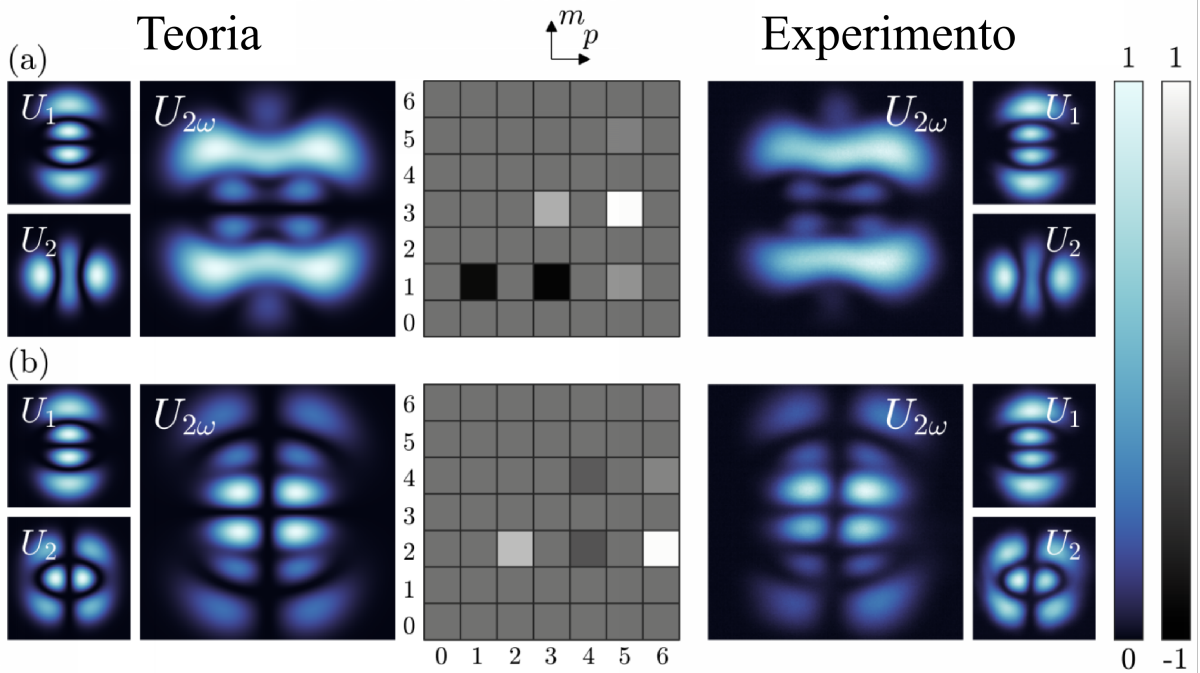 Teoria
m
p
Experimento
(a)
1 1
U1
U2ω
6
5
4
3
2
1
0
U2ω
U1
U2
U2
(b)
U1
U2ω
6
5
4
3
2
1
0
U2ω
U1
U2
U2
0 1 2 3 4 5 6
0 -1